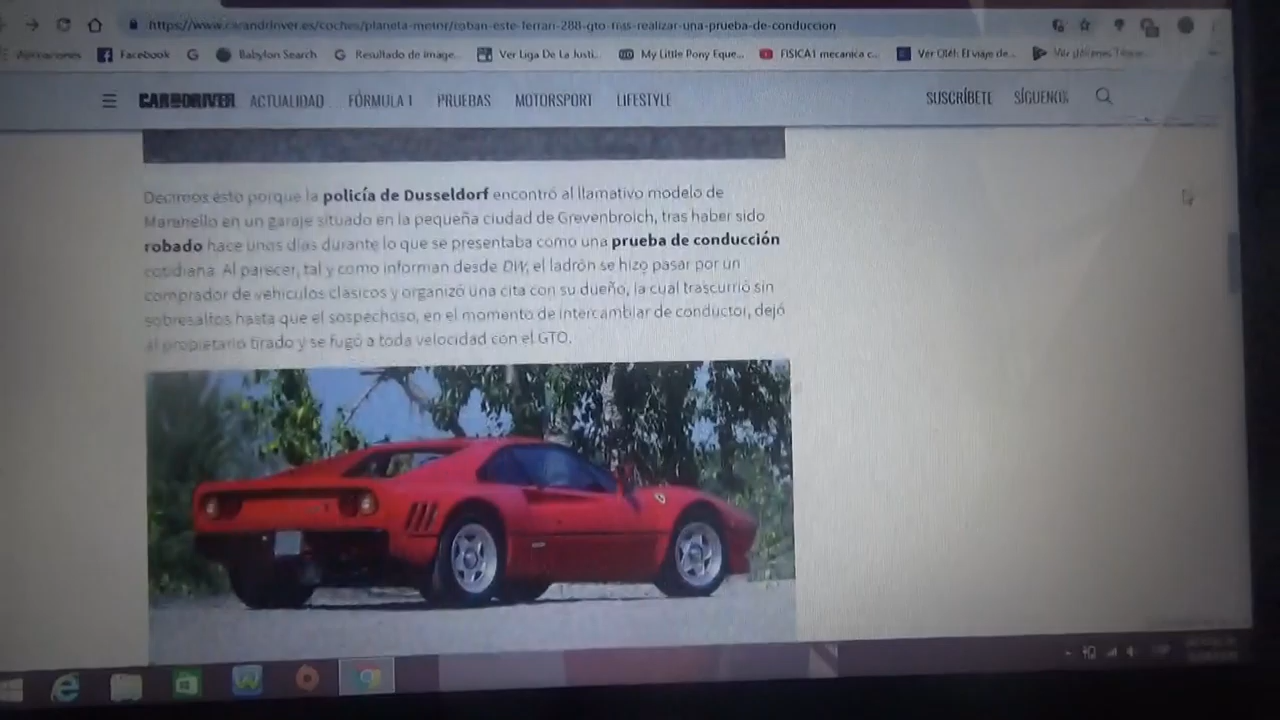 https://www.caranddriver.es/coches/planeta-motor/roban-este-ferrari-288-gto-tras-realizar-una-prueba-de-conduccion
Aplicaciones Facebook Babylon Search Resultado de image... Ver Liga De La Justi... My Little Pony Eque... FISICA1 mecanica c... Ver Olé!: El viaje de...
CAR AND DRIVER ACTUALIDAD FÓRMULA 1 PRUEBAS MOTORSPORT LIFESTYLE SUSCRÍBETE SÍGUENOS
Decimos esto porque la policía de Dusseldorf encontró al llamativo modelo de
Maranello en un garaje situado en la pequeña ciudad de Grevenbroich, tras haber sido
robado hace unos días durante lo que se presentaba como una prueba de conducción
cotidiana. Al parecer, tal y como informan desde DW, el ladrón se hizo pasar por un
comprador de vehículos clásicos y organizó una cita con su dueño, la cual trascurrió sin
sobresaltos hasta que el sospechoso, en el momento de intercambiar de conductor, dejó
al propietario tirado y se fugó a toda velocidad con el GTO.